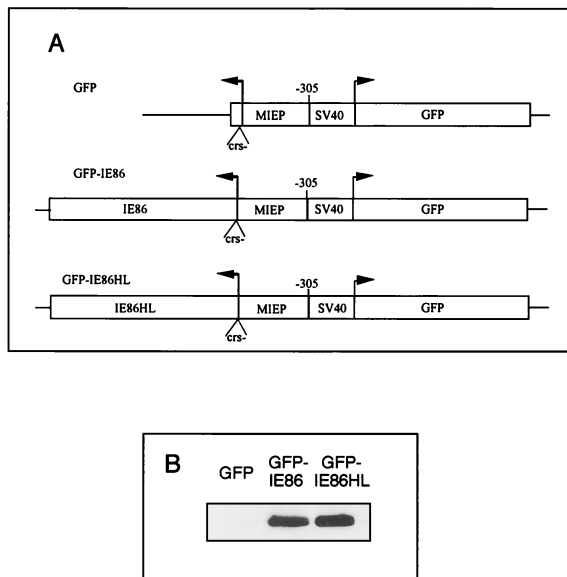 A
GFP
-305
MIEP SV40 GFP
crs-
GFP-IE86
-305
IE86 MIEP SV40 GFP
crs-
GFP-IE86HL
-305
IE86HL MIEP SV40 GFP
crs-
B
GFP GFP- GFP-
IE86 IE86HL